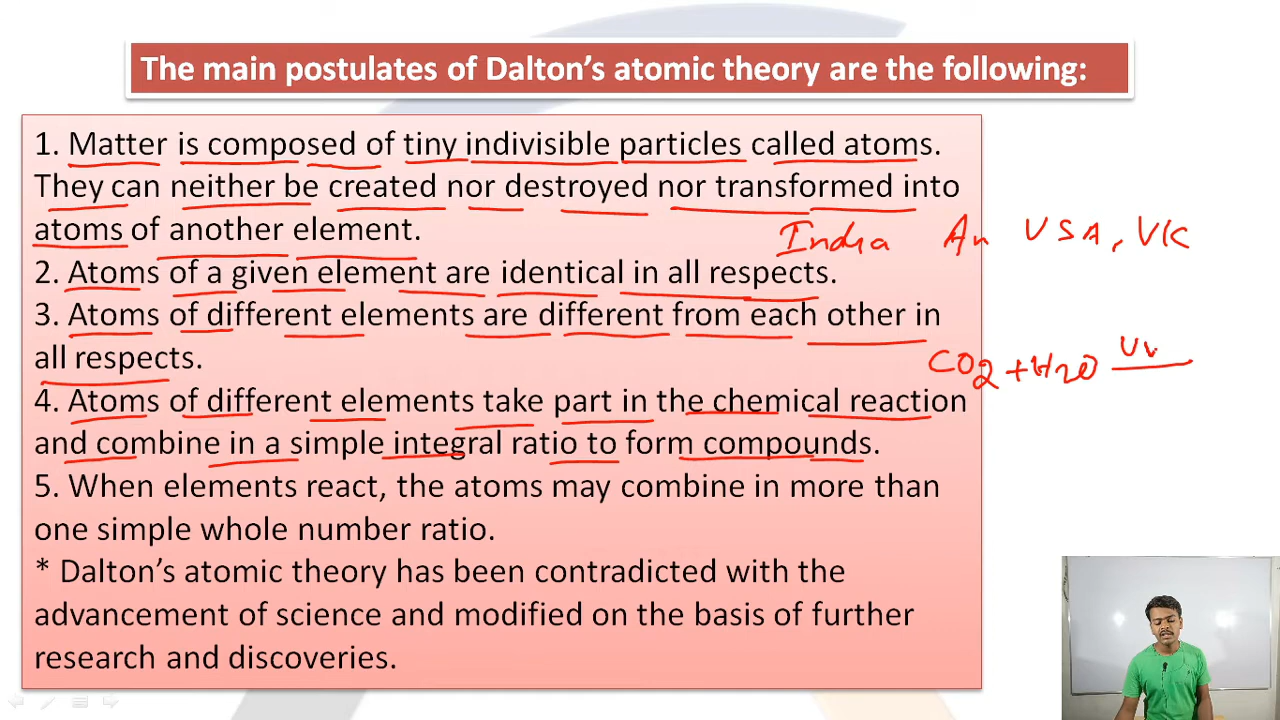 The main postulates of Dalton's atomic theory are the following:
1. Matter is composed of tiny indivisible particles called atoms.
They can neither be created nor destroyed nor transformed into
atoms of another element.
India An USA, UK
2. Atoms of a given element are identical in all respects.
3. Atoms of different elements are different from each other in
all respects.
CO2 + H2O
4. Atoms of different elements take part in the chemical reaction
and combine in a simple integral ratio to form compounds.
5. When elements react, the atoms may combine in more than
one simple whole number ratio.
* Dalton's atomic theory has been contradicted with the
advancement of science and modified on the basis of further
research and discoveries.